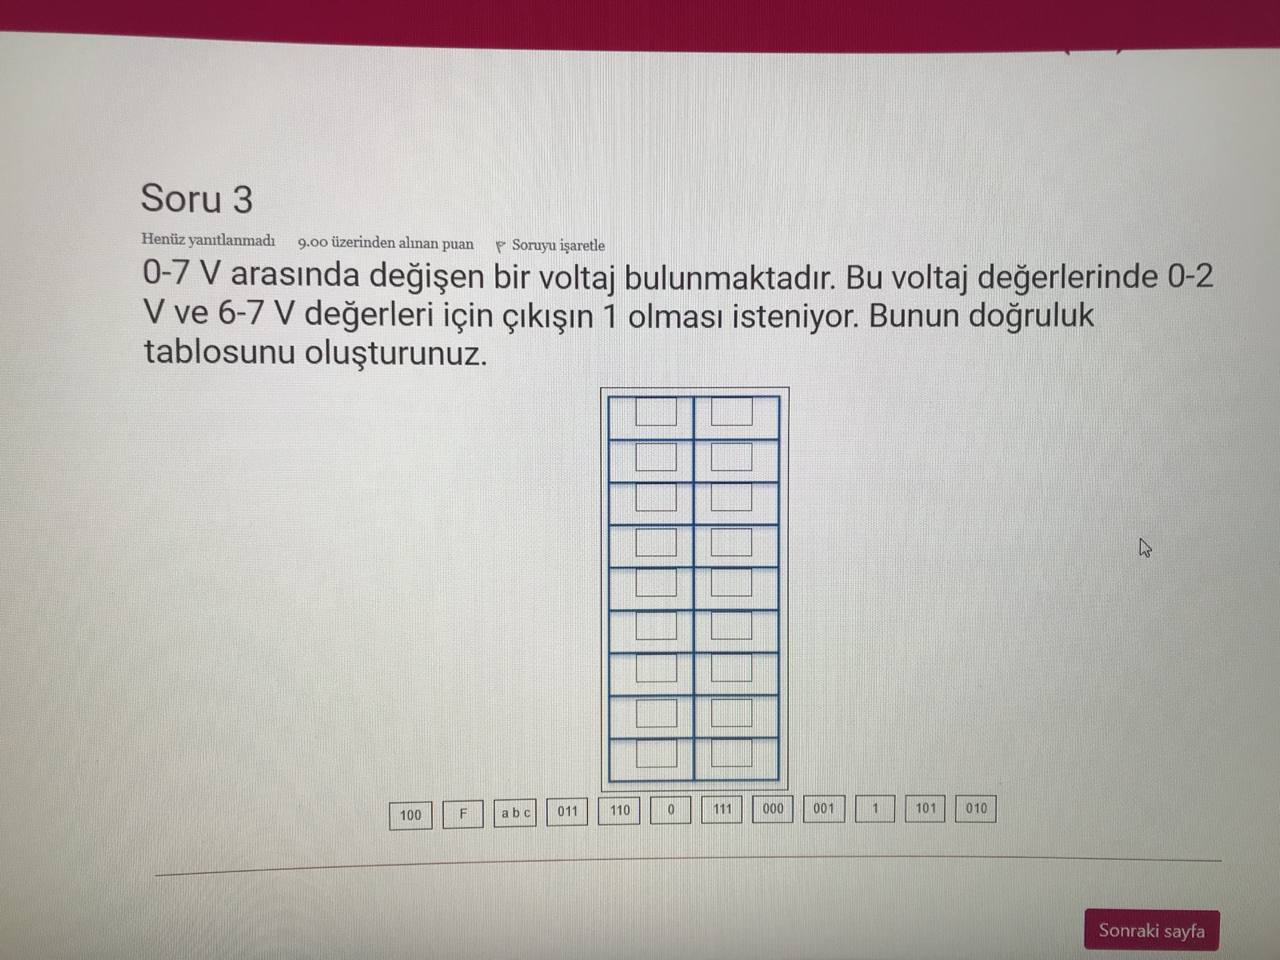 Soru 3
Henüz yanıtlanmadı 9.00 üzerinden alınan puan Soruyu işaretle
0-7 V arasında değişen bir voltaj bulunmaktadır. Bu voltaj değerlerinde 0-2
V ve 6-7 V değerleri için çıkışın 1 olması isteniyor. Bunun doğruluk
tablosunu oluşturunuz.
100 F a b c 011 110 0 111 000 001 1 101 010
Sonraki sayfa